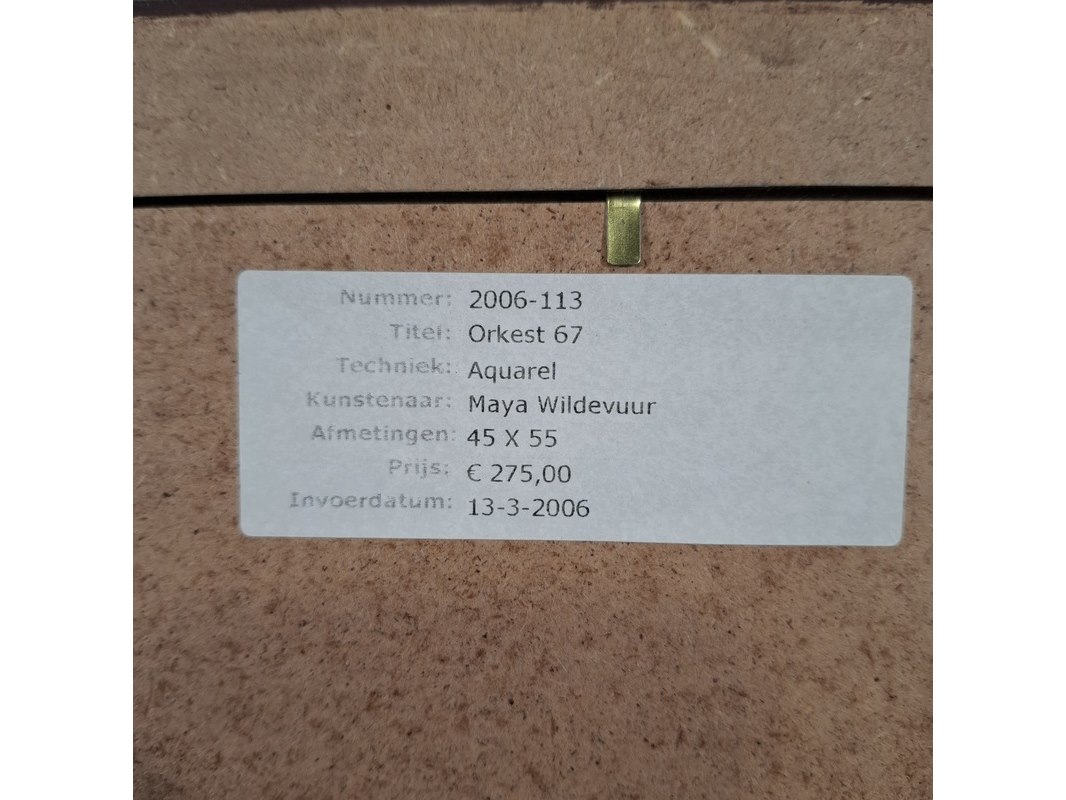 Nummer: 2006-113
Titel: Orkest 67
Techniek: Aquarel
Kunstenaar: Maya Wildevuur
Afmetingen: 45 X 55
Prijs: € 275,00
Invoerdatum: 13-3-2006